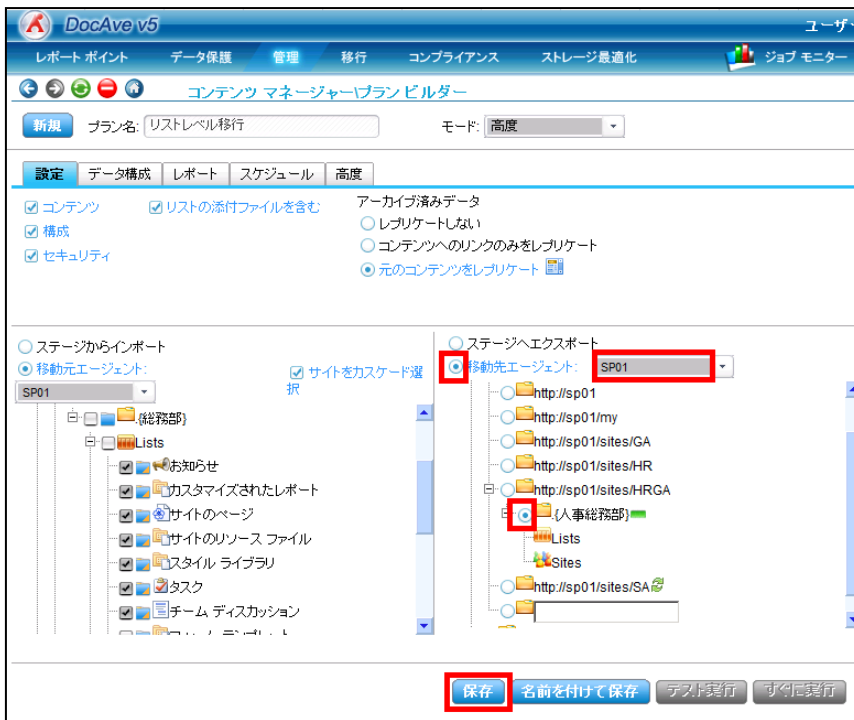 DocAve v5
ユーザ
レポート ポイント データ保護 管理 移行 コンプライアンス ストレージ最適化 ジョブ モニター
コンテンツ マネージャー\プラン ビルダー
新規 プラン名: リストレベル移行 モード: 高度
設定 データ構成 レポート スケジュール 高度
コンテンツ リストの添付ファイルを含む アーカイブ済みデータ
レプリケートしない
構成
コンテンツへのリンクのみをレプリケート
セキュリティ
元のコンテンツをレプリケート
ステージからインポート
移動元エージェント: サイトをカスケード選択
SP01
.{総務部}
Lists
お知らせ
カスタマイズされたレポート
サイトのページ
サイトのリソース ファイル
スタイル ライブラリ
タスク
チーム ディスカッション
ステージへエクスポート
移動先エージェント: SP01
http://sp01
http://sp01/my
http://sp01/sites/GA
http://sp01/sites/HR
http://sp01/sites/HRGA
.{人事総務部}
Lists
Sites
http://sp01/sites/SA
保存 名前を付けて保存 テスト実行 すぐに実行